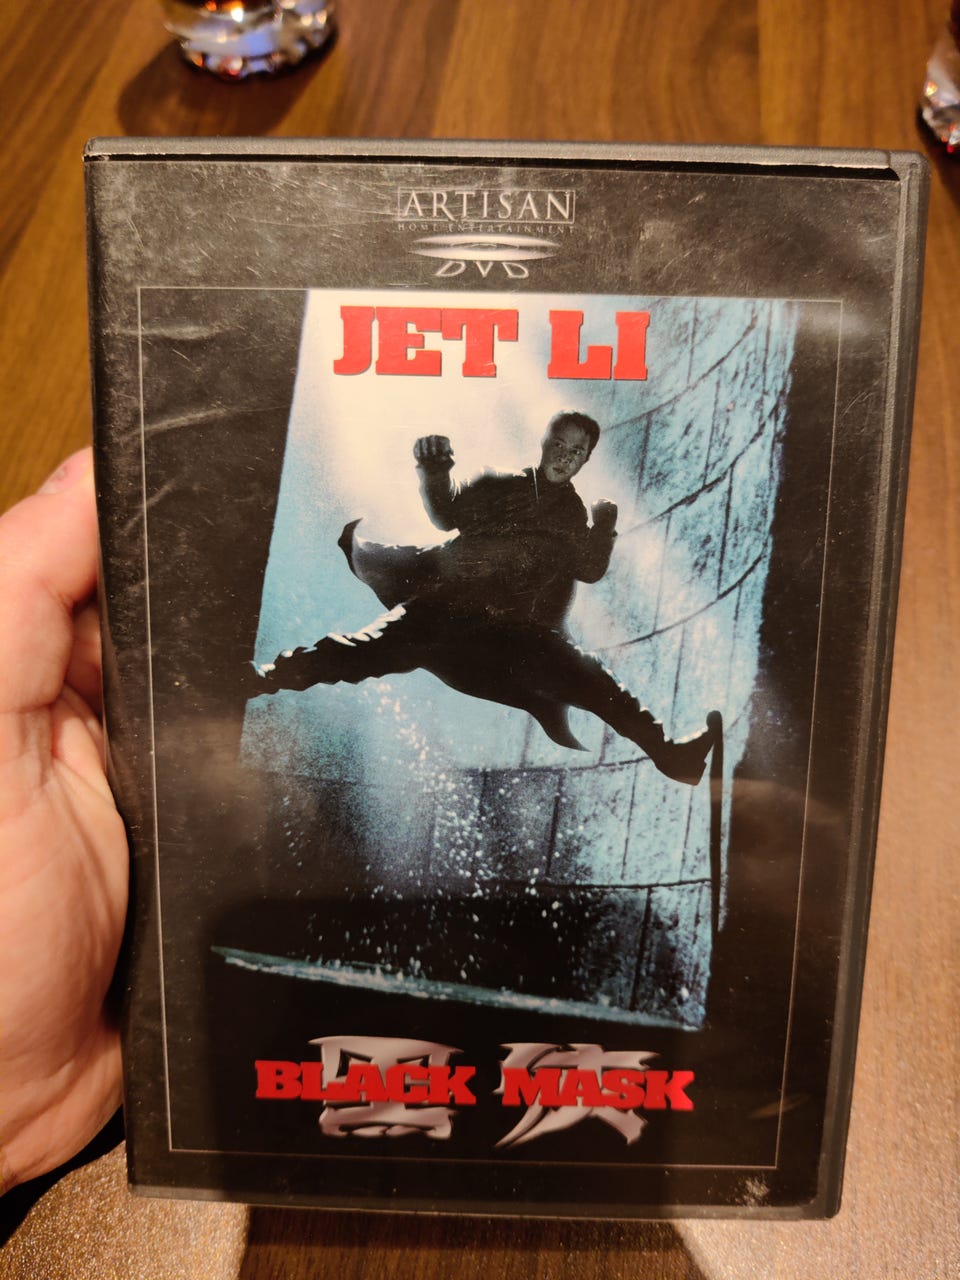 ARTISAN
HOME ENTERTAINMENT
DVD
JET LI
BLACK MASK
黑 俠